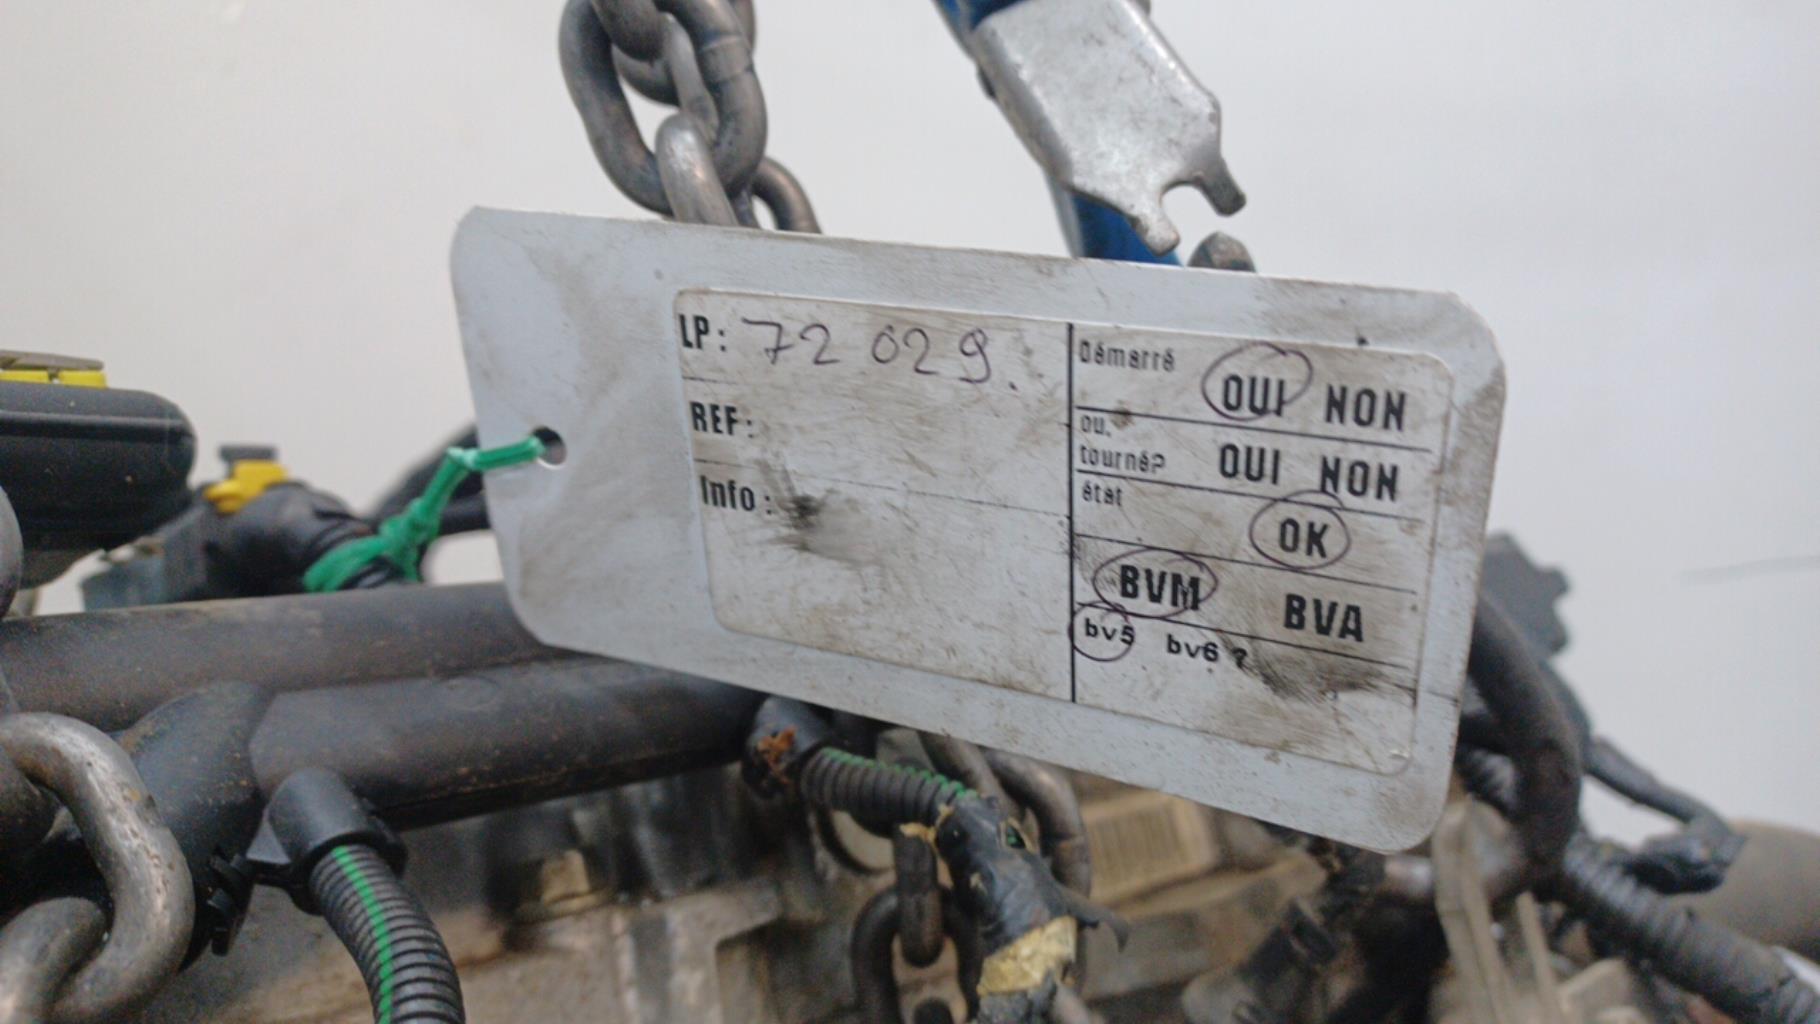 LP: 72 029.
REF:
Info:
Démarré OUI NON
ou.
tourné? OUI NON
état OK
BVM BVA
bv5 bv6 ?